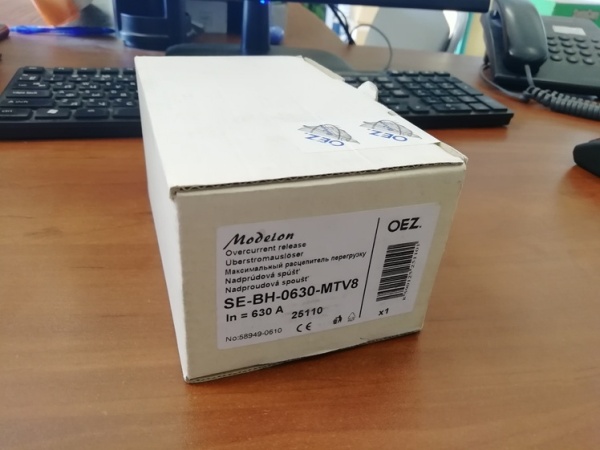 OEZ
OEZ
Modeion
Overcurrent release
Überstromauslöser
Максимальный расцепитель перегрузку
Nadprúdová spúšť
Nadproudová spoušť
SE-BH-0630-MTV8
In = 630 A
25110
No:58949-0610
CE
OEZ.
x1